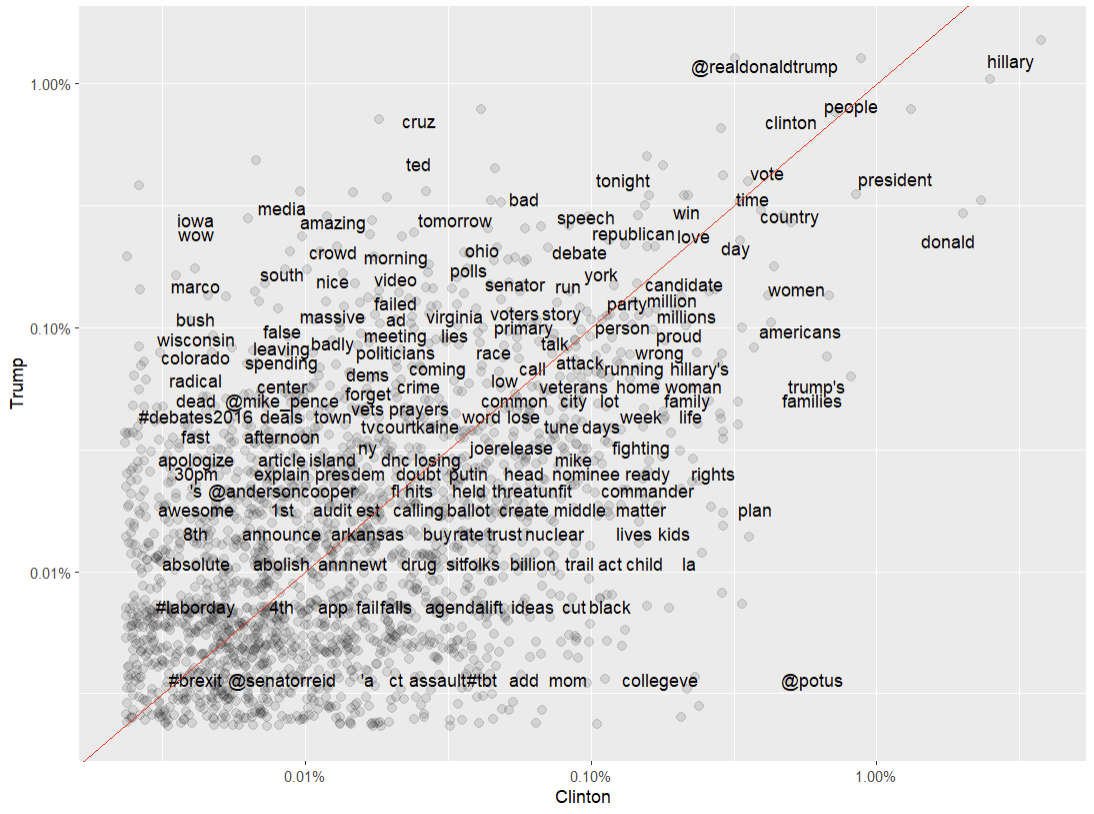 @realdonaldtrump hillary
1.00%
people
cruz clinton
ted vote
tonight president
bad time
media win
iowa amazing tomorrow speech country
wow republican love donald
crowd ohio debate day
morning
polls
south nice video senator run york candidate
marco women
failed party million
bush massive ad virginia voters story millions
0.10%
wisconsin false badly meeting lies primary talk person proud americans
colorado leaving politicians race wrong
spending coming call attack running hillary's
radical dems low
center crime veterans home woman trump's
dead @mike_pence forget common city lot family families
#debates2016 deals town vets prayers word lose week life
fast afternoon tv court kaine tune days
ny joe release fighting
apologize article island dnc losing mike
30pm explain pres dem doubt putin head nominee ready rights
's @andersoncooper fl hits held threat unfit commander
awesome 1st audit est calling ballot create middle matter plan
8th announce arkansas buy rate trust nuclear lives kids
absolute abolish ann newt drug sit folks billion trail act child la
0.01%
#laborday 4th app fail falls agenda lift ideas cut black
#brexit @senatorreid 'a ct assault #tbt add mom college eve @potus
Trump
0.01% 0.10% 1.00%
Clinton